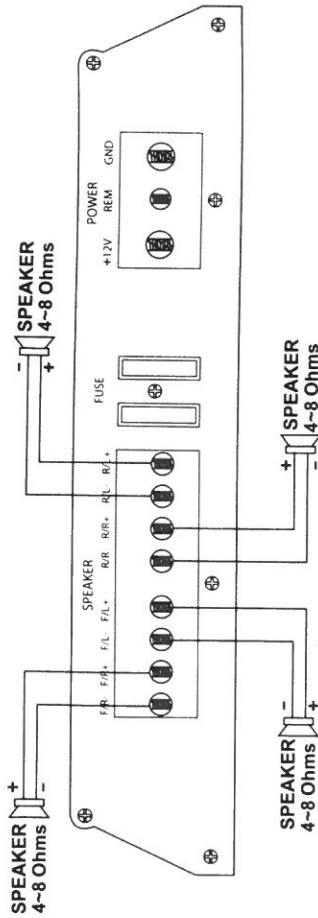 SPEAKER
4~8 Ohms
+
-
SPEAKER
4~8 Ohms
-
+
SPEAKER FUSE POWER
F/R F/R+ F/L- F/L+ R/R R/R+ R/L- R/L+ +12V REM GND
-
+
SPEAKER
4~8 Ohms
+
-
SPEAKER
4~8 Ohms